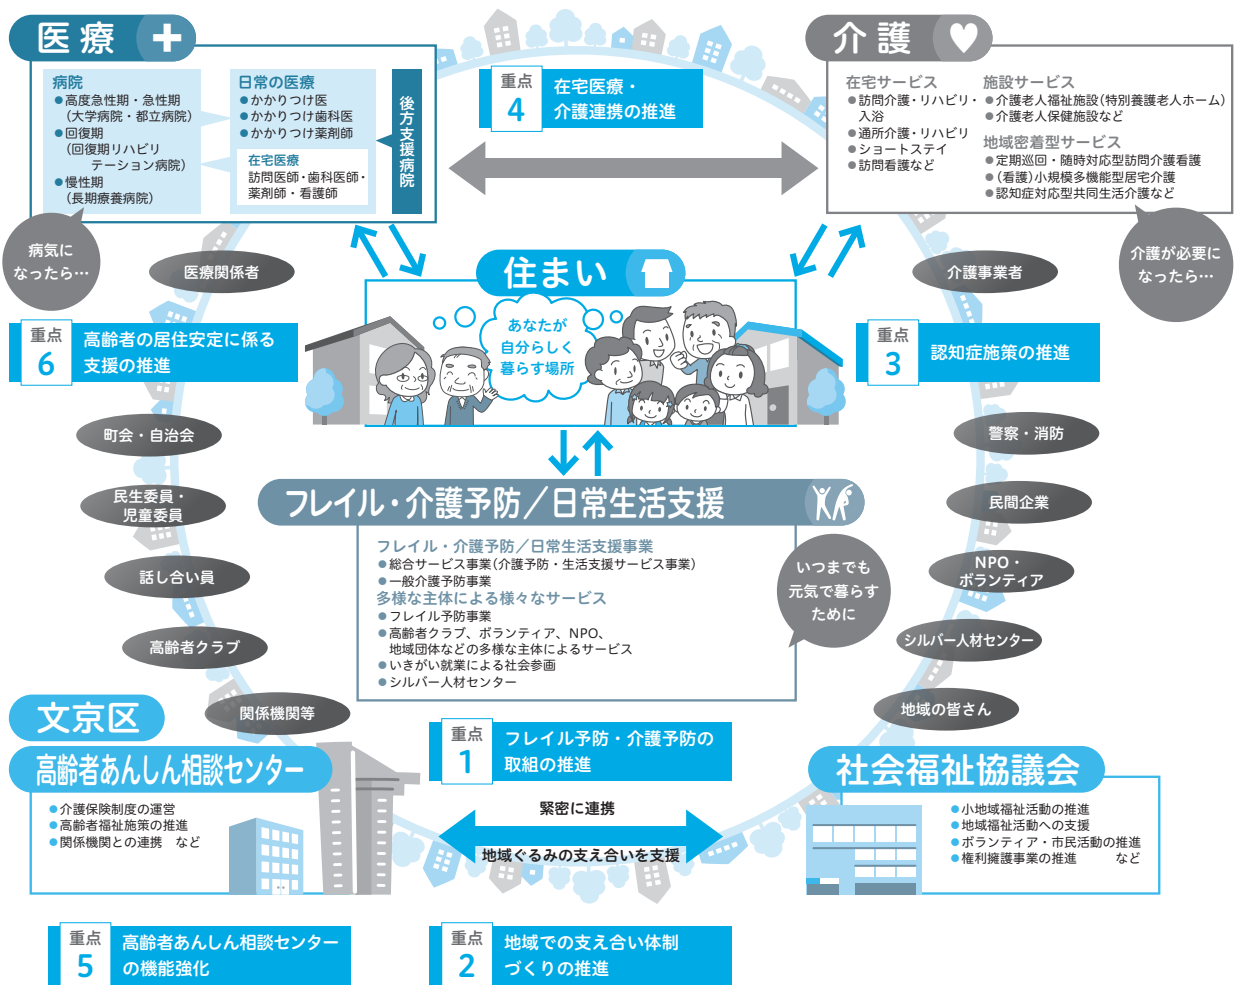 医療
病院
●高度急性期・急性期
（大学病院・都立病院）
●回復期
（回復期リハビリ
テーション病院）
●慢性期
（長期療養病院）
日常の医療
●かかりつけ医
●かかりつけ歯科医
●かかりつけ薬剤師
在宅医療
訪問医師・歯科医師・
薬剤師・看護師
後方支援病院
病気に
なったら…
重点
4
在宅医療・
介護連携の推進
介護
在宅サービス
●訪問介護・リハビリ・
入浴
●通所介護・リハビリ
●ショートステイ
●訪問看護など
施設サービス
●介護老人福祉施設（特別養護老人ホーム）
●介護老人保健施設など
地域密着型サービス
●定期巡回・随時対応型訪問介護看護
●（看護）小規模多機能型居宅介護
●認知症対応型共同生活介護など
介護が必要に
なったら…
医療関係者
介護事業者
住まい
あなたが
自分らしく
暮らす場所
重点
6
高齢者の居住安定に係る
支援の推進
重点
3
認知症施策の推進
町会・自治会
民生委員・
児童委員
話し合い員
高齢者クラブ
関係機関等
警察・消防
民間企業
NPO・
ボランティア
シルバー人材センター
地域の皆さん
フレイル・介護予防／日常生活支援
フレイル・介護予防／日常生活支援事業
●総合サービス事業（介護予防・生活支援サービス事業）
●一般介護予防事業
多様な主体による様々なサービス
●フレイル予防事業
●高齢者クラブ、ボランティア、NPO、
地域団体などの多様な主体によるサービス
●いきがい就業による社会参画
●シルバー人材センター
いつまでも
元気で暮らす
ために
文京区
高齢者あんしん相談センター
●介護保険制度の運営
●高齢者福祉施策の推進
●関係機関との連携　など
重点
1
フレイル予防・介護予防の
取組の推進
緊密に連携
地域ぐるみの支え合いを支援
社会福祉協議会
●小地域福祉活動の推進
●地域福祉活動への支援
●ボランティア・市民活動の推進
●権利擁護事業の推進　など
重点
5
高齢者あんしん相談センター
の機能強化
重点
2
地域での支え合い体制
づくりの推進